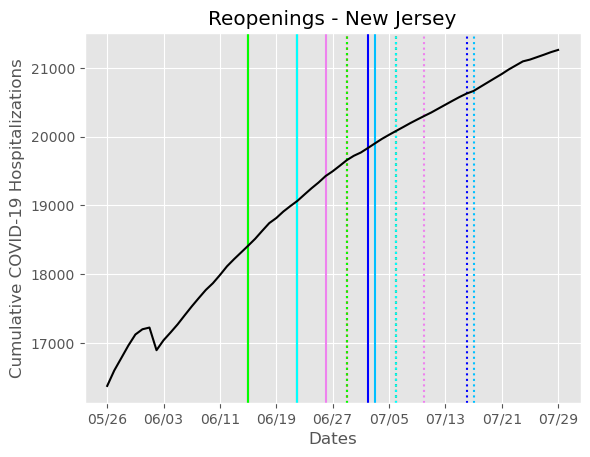 Reopenings - New Jersey
Cumulative COVID-19 Hospitalizations
21000
20000
19000
18000
17000
05/26 06/03 06/11 06/19 06/27 07/05 07/13 07/21 07/29
Dates